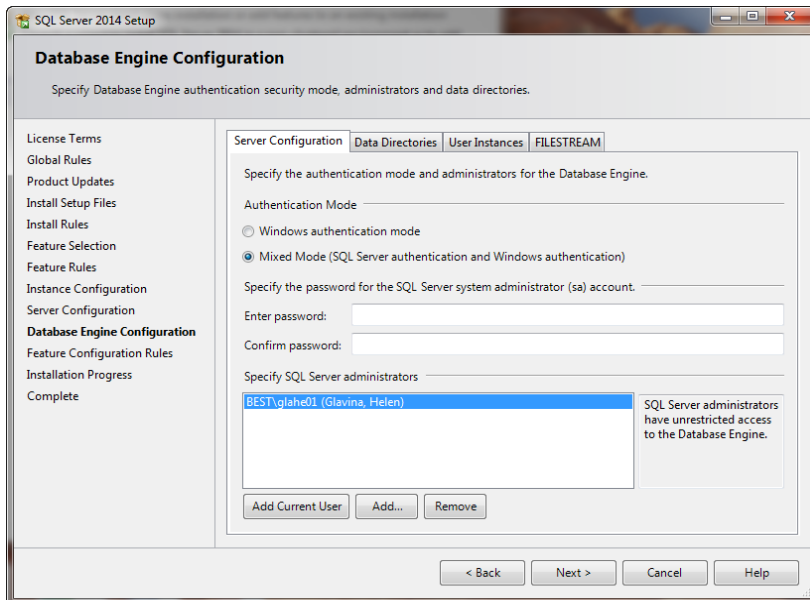 SQL Server 2014 Setup
Database Engine Configuration
Specify Database Engine authentication security mode, administrators and data directories.
License Terms
Global Rules
Product Updates
Install Setup Files
Install Rules
Feature Selection
Feature Rules
Instance Configuration
Server Configuration
Database Engine Configuration
Feature Configuration Rules
Installation Progress
Complete
Server Configuration Data Directories User Instances FILESTREAM
Specify the authentication mode and administrators for the Database Engine.
Authentication Mode
Windows authentication mode
Mixed Mode (SQL Server authentication and Windows authentication)
Specify the password for the SQL Server system administrator (sa) account.
Enter password:
Confirm password:
Specify SQL Server administrators
BEST\glahe01 (Glavina, Helen)
SQL Server administrators
have unrestricted access
to the Database Engine.
Add Current User Add... Remove
< Back Next > Cancel Help